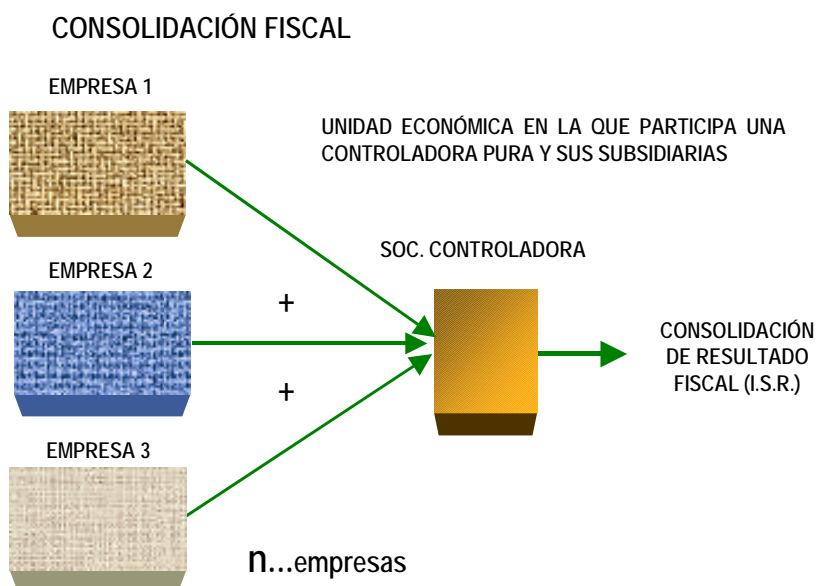 CONSOLIDACIÓN FISCAL
EMPRESA 1
UNIDAD ECONÓMICA EN LA QUE PARTICIPA UNA
CONTROLADORA PURA Y SUS SUBSIDIARIAS
SOC. CONTROLADORA
EMPRESA 2
+
CONSOLIDACIÓN
DE RESULTADO
FISCAL (I.S.R.)
+
EMPRESA 3
n...empresas